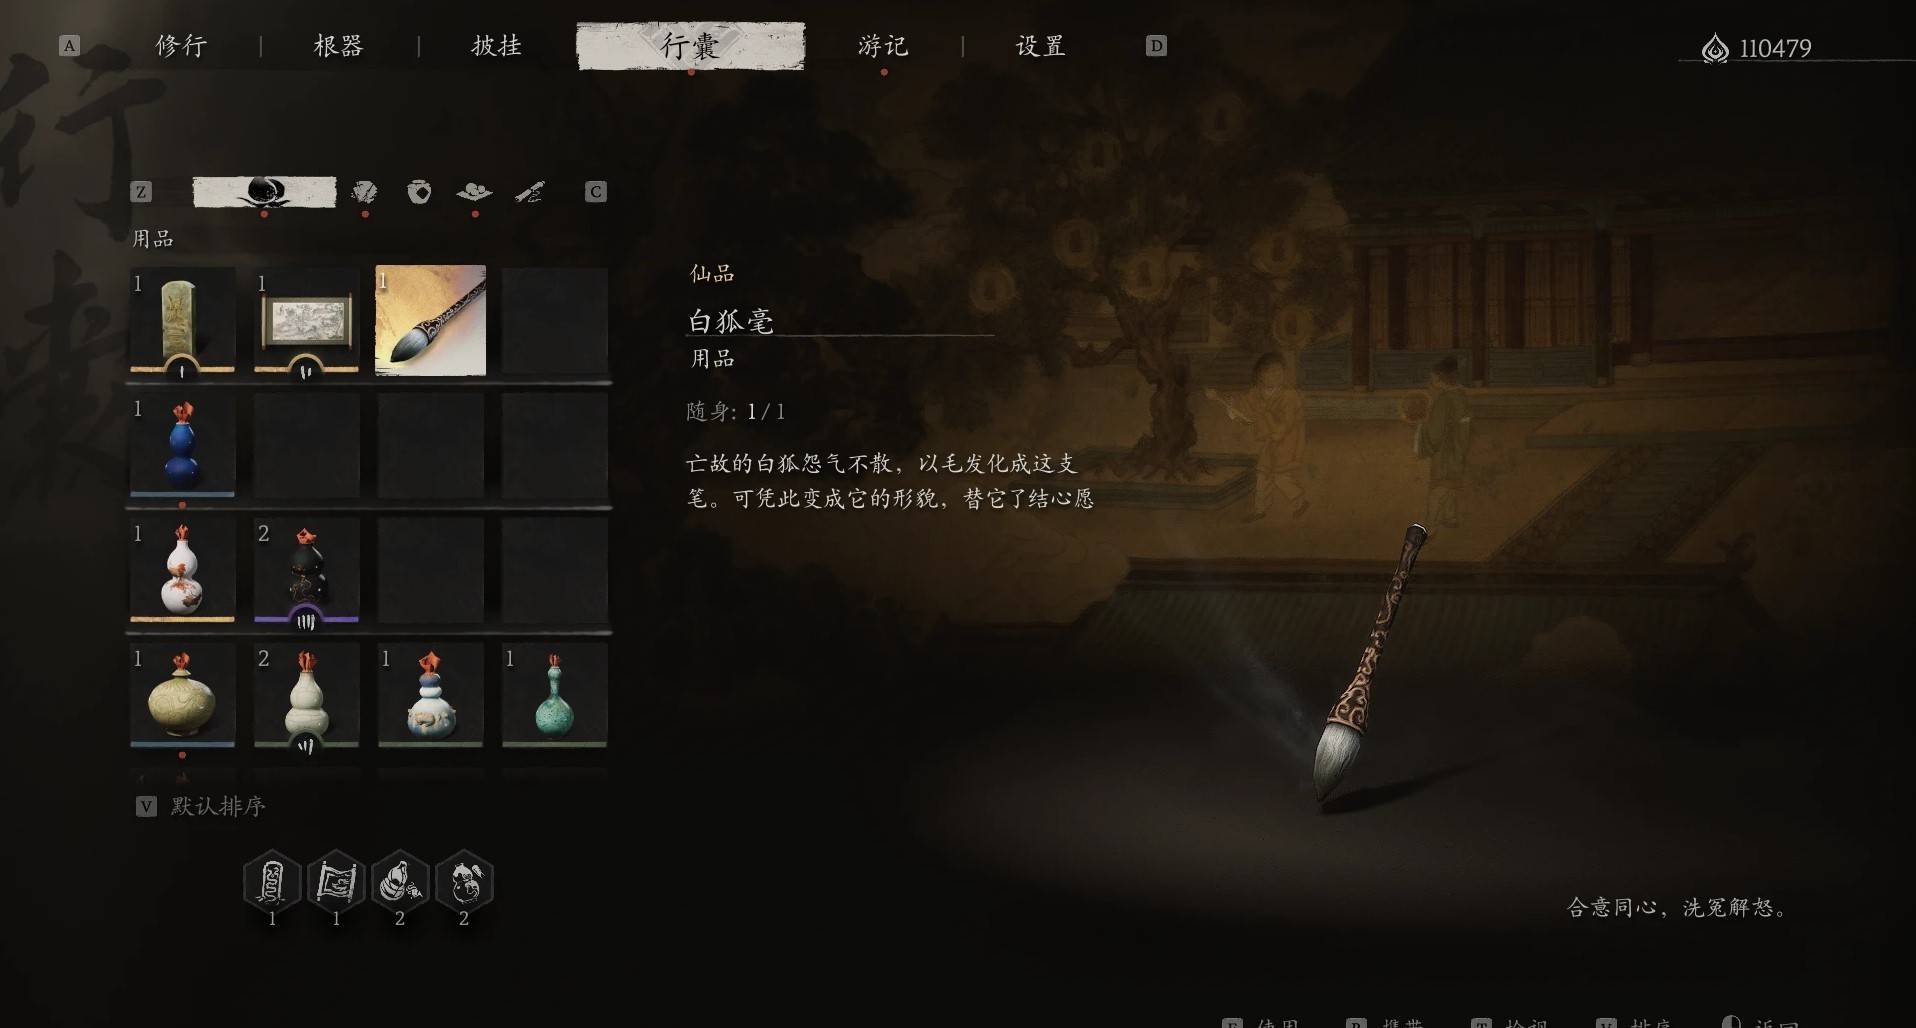 A 修行 | 根器 | 披挂 行囊 游记 | 设置 D 110479
行囊
Z C
用品
1 1 1
1
1 2
1 2 1 1
V 默认排序
1 1 2 2
仙品
白狐毫
用品
随身: 1/1
亡故的白狐怨气不散，以毛发化成这支
笔。可凭此变成它的形貌，替它了结心愿
合意同心，洗冤解怒。